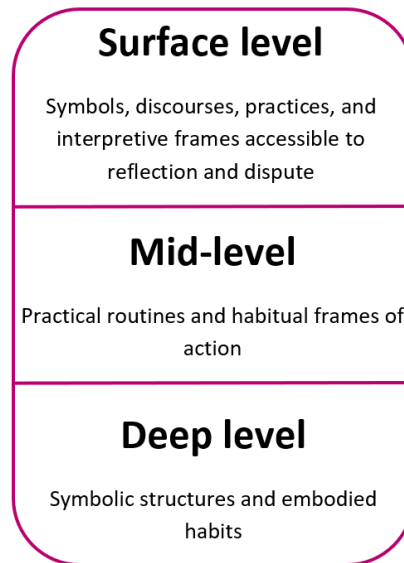 Surface level
Symbols, discourses, practices, and
interpretive frames accessible to
reflection and dispute
Mid-level
Practical routines and habitual frames of
action
Deep level
Symbolic structures and embodied
habits